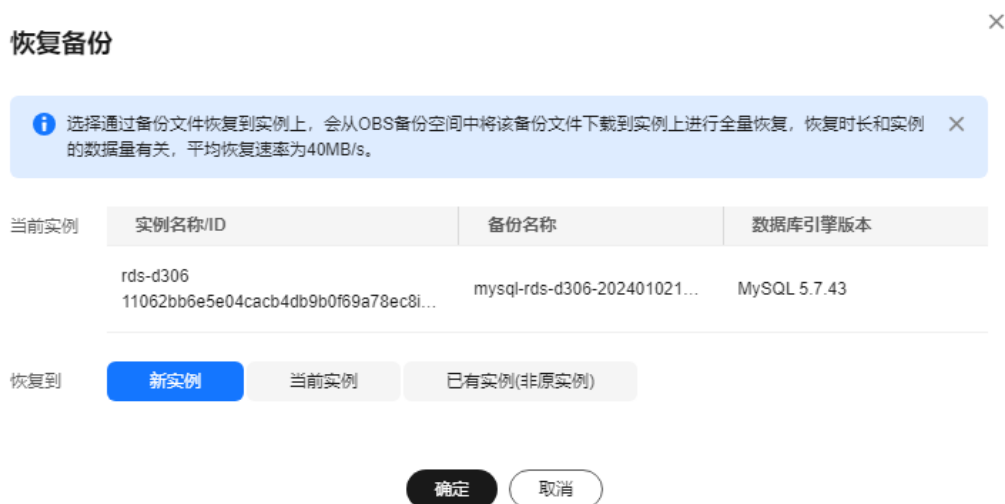 恢复备份
选择通过备份文件恢复到实例上，会从OBS备份空间中将该备份文件下载到实例上进行全量恢复，恢复时长和实例
的数据量有关，平均恢复速率为40MB/s。
当前实例 实例名称/ID 备份名称 数据库引擎版本
rds-d306
11062bb6e5e04cacb4db9b0f69a78ec8i... mysql-rds-d306-202401021... MySQL 5.7.43
恢复到 新实例 当前实例 已有实例(非原实例)
确定 取消